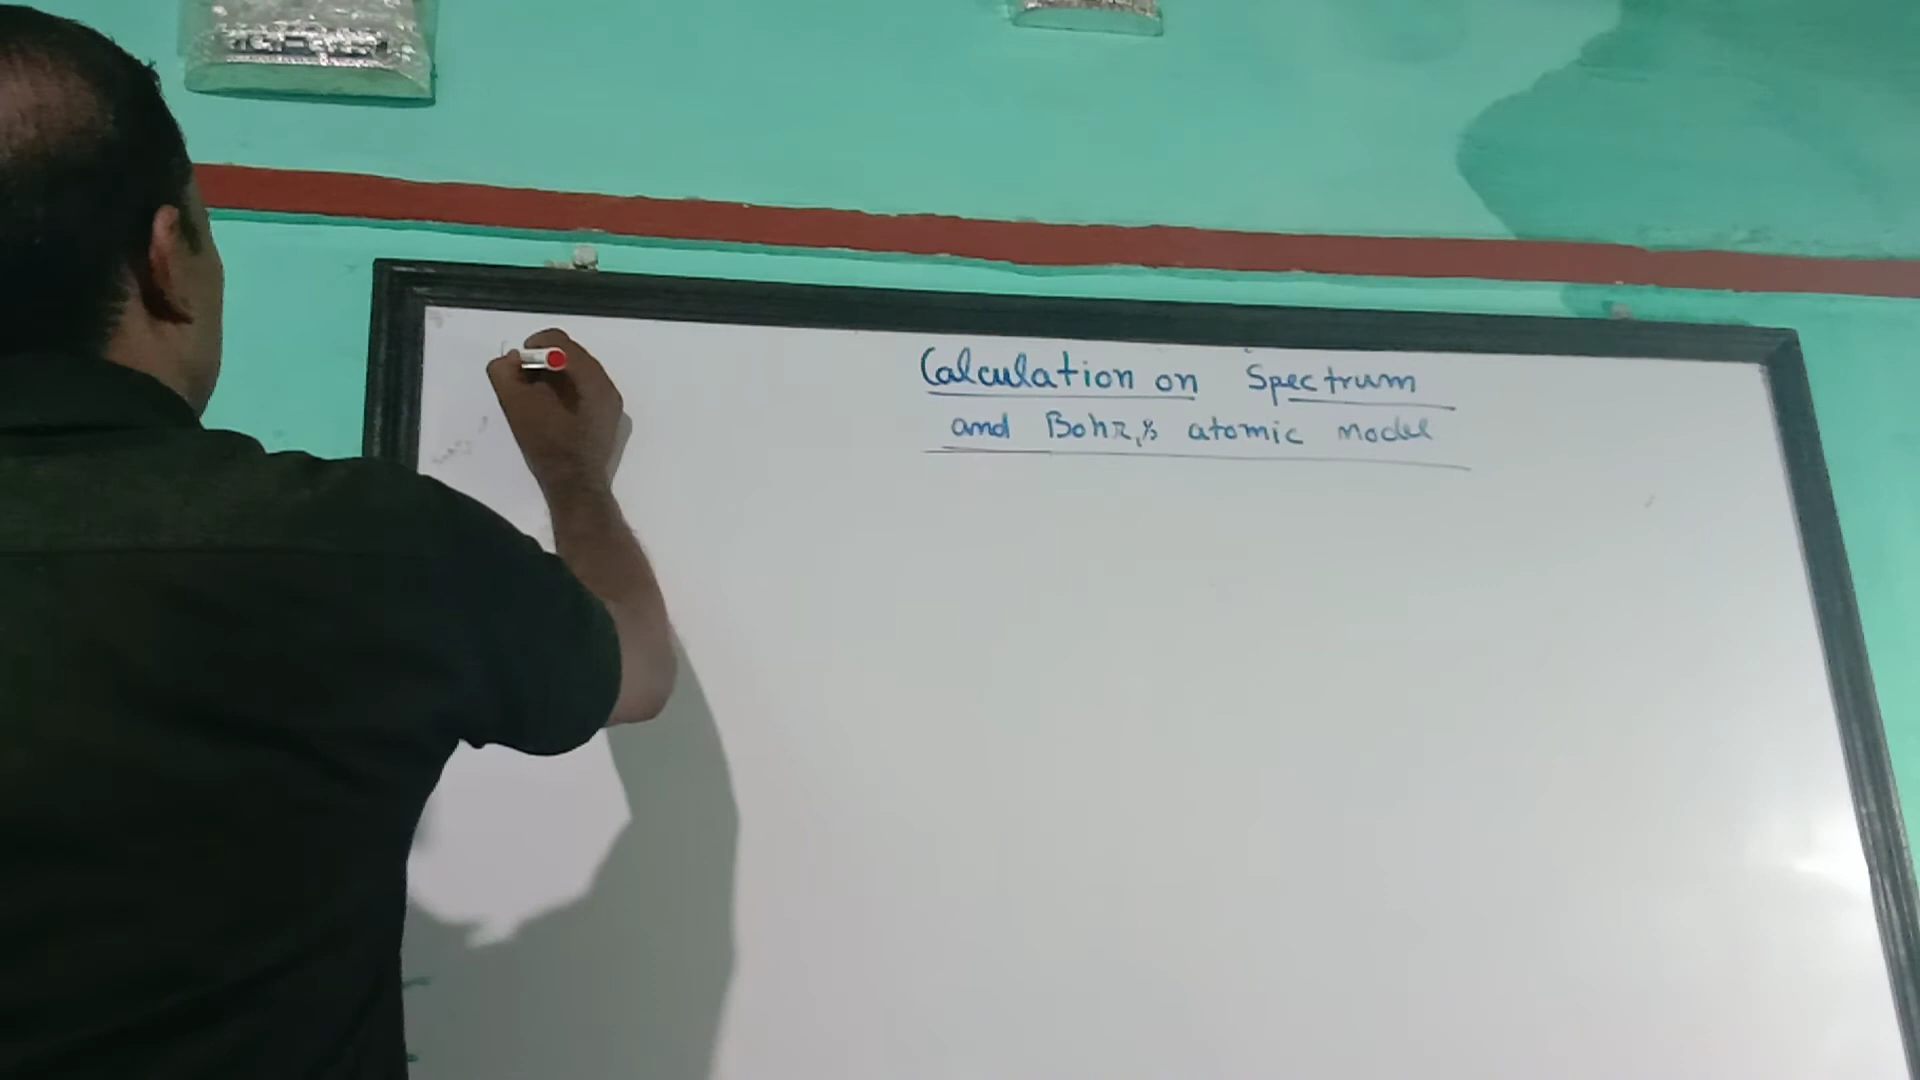 Calculation on Spectrum
and Bohr's atomic model